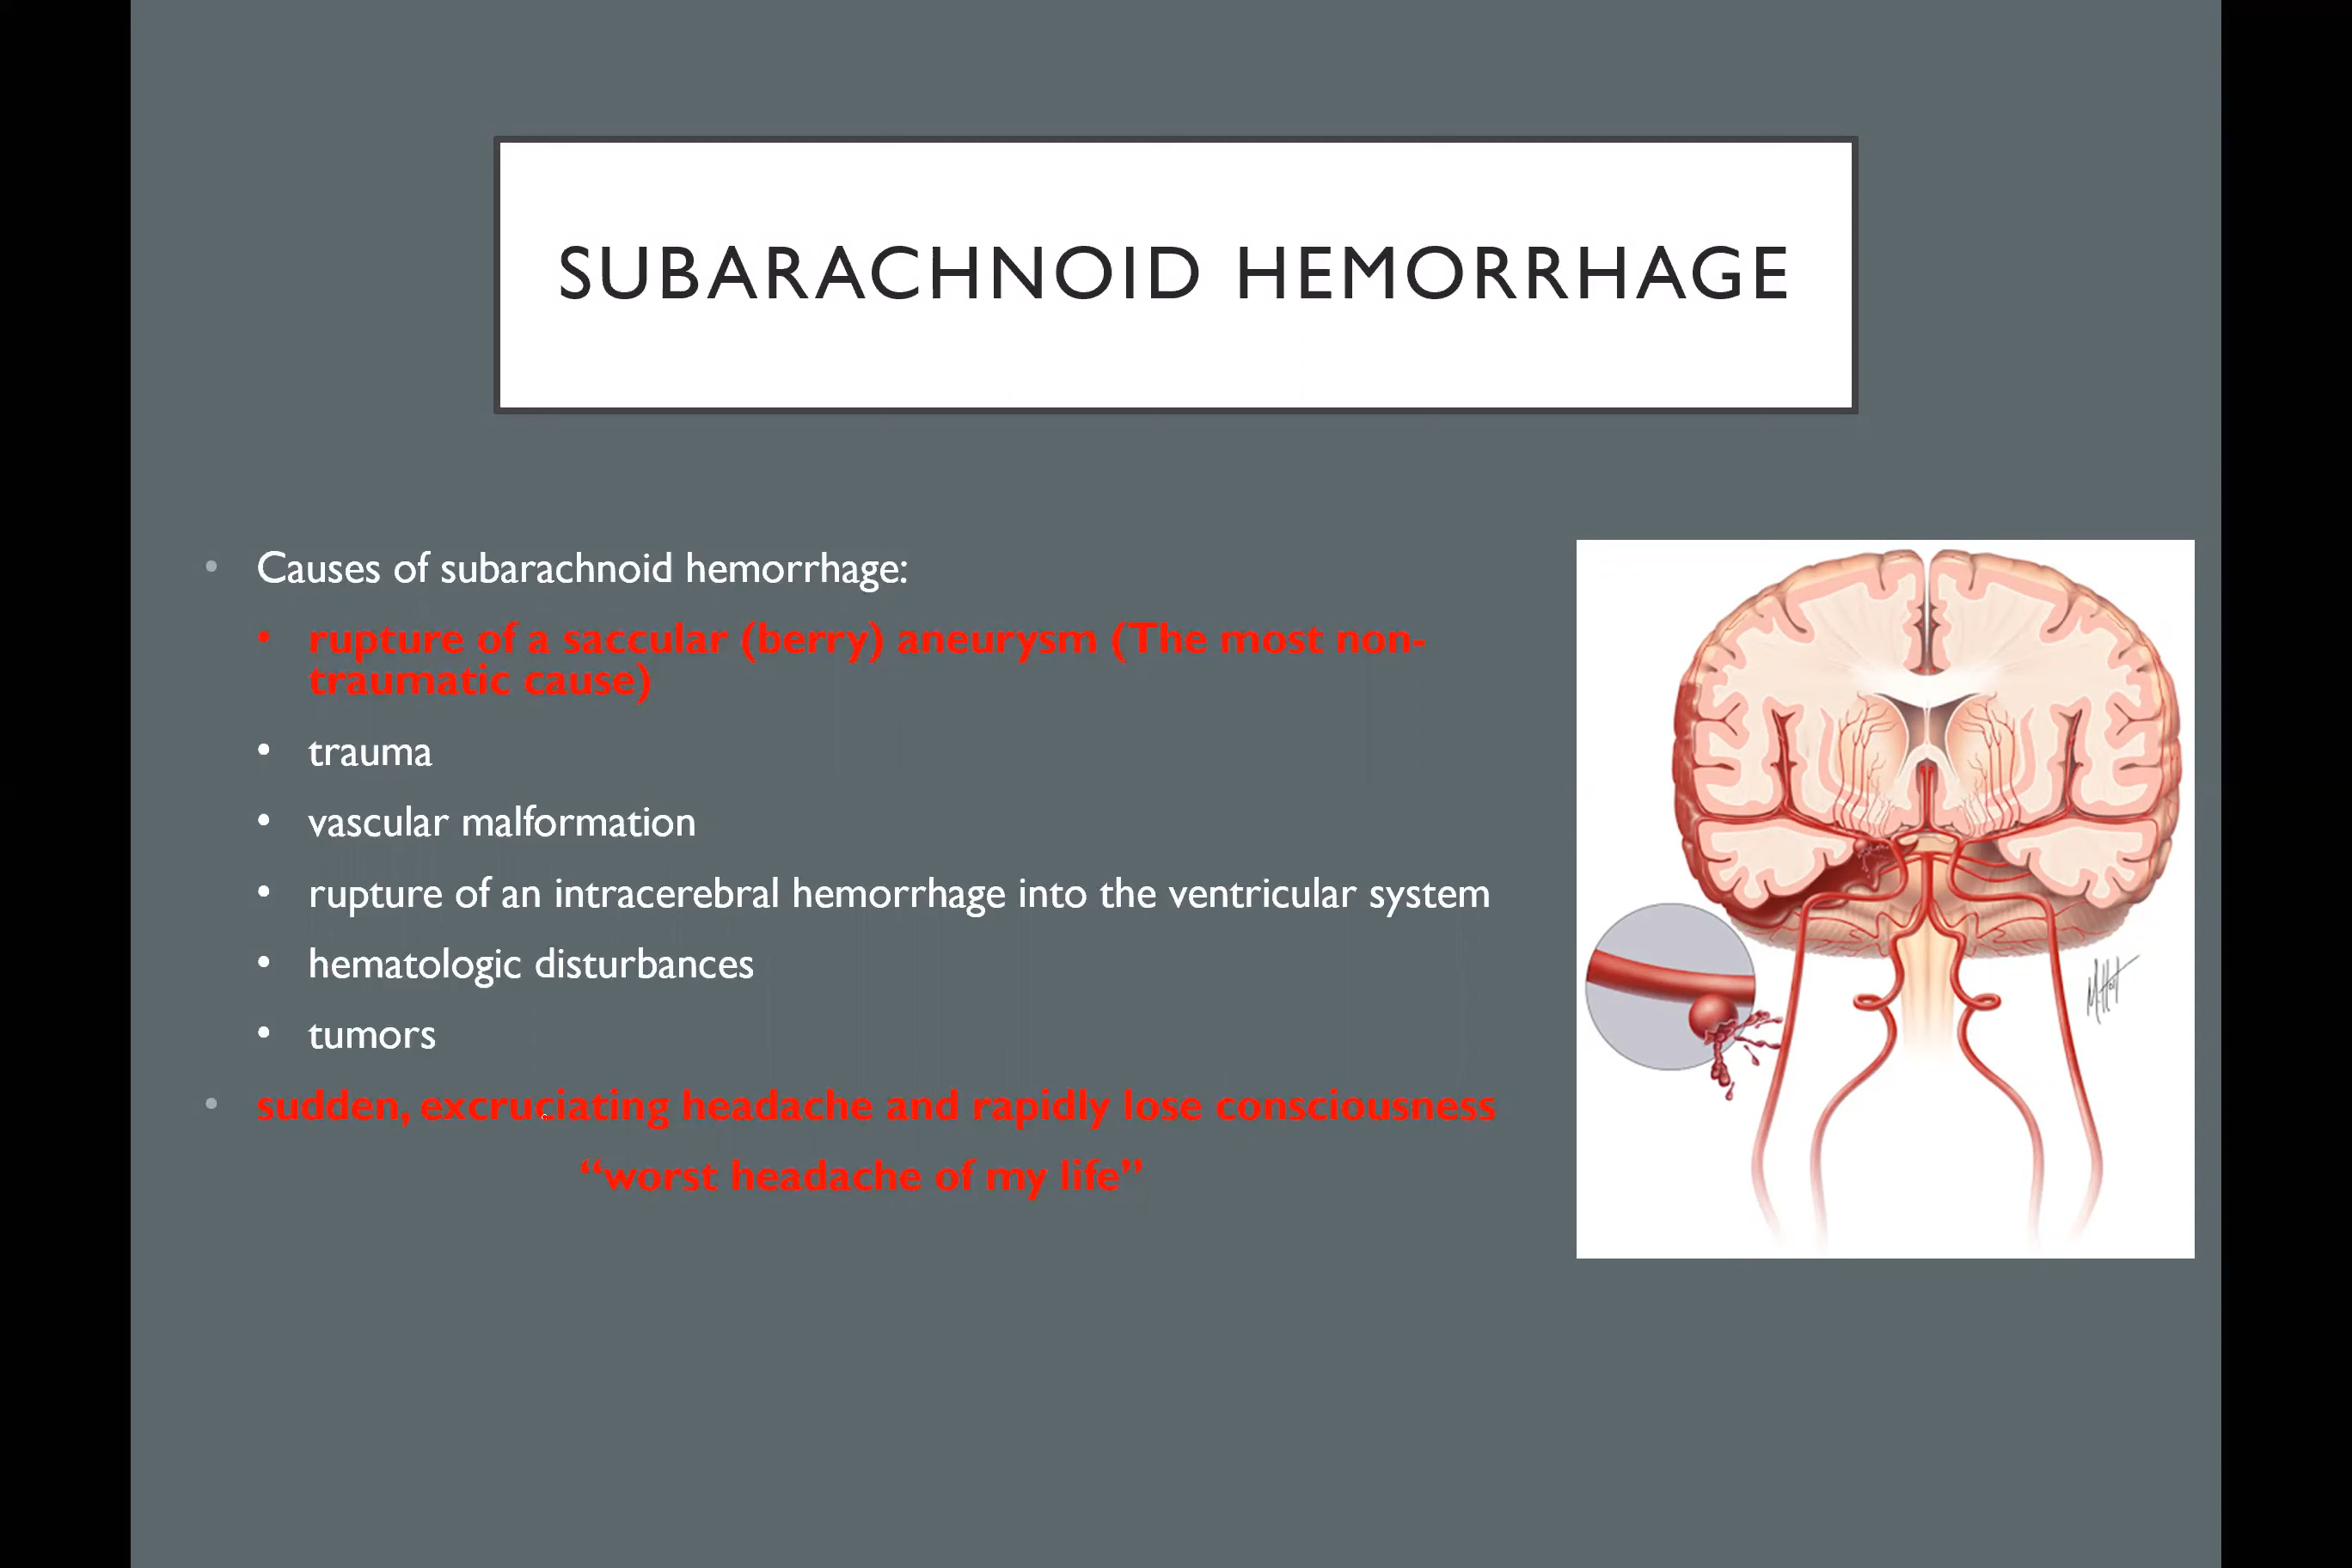 SUBARACHNOID HEMORRHAGE
• Causes of subarachnoid hemorrhage:
• rupture of a saccular (berry) aneurysm (The most non-
traumatic cause)
• trauma
• vascular malformation
• rupture of an intracerebral hemorrhage into the ventricular system
• hematologic disturbances
• tumors
• sudden, excruciating headache and rapidly lose consciousness
“worst headache of my life”